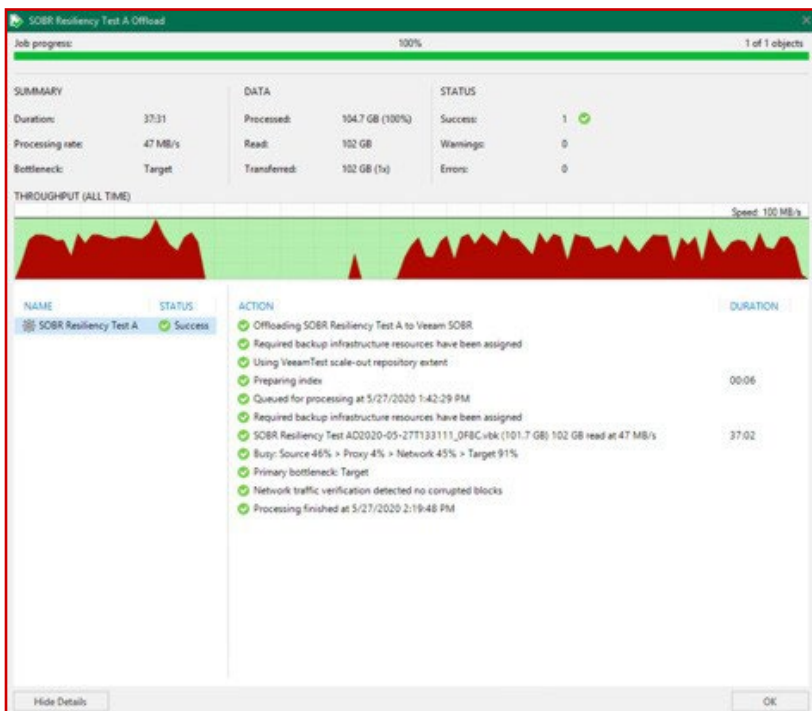 SOBR Resiliency Test A Offload
Job progress: 100% 1 of 1 objects
SUMMARY DATA STATUS
Duration: 37:31 Processed: 104.7 GB (100%) Success: 1
Processing rate: 47 MB/s Read: 102 GB Warnings: 0
Bottleneck: Target Transferred: 102 GB (1x) Errors: 0
THROUGHPUT (ALL TIME)
Speed: 100 MB/s
NAME STATUS ACTION DURATION
SOBR Resiliency Test A Success Offloading SOBR Resiliency Test A to Veeam SOBR
Required backup infrastructure resources have been assigned
Using VeeamTest scale-out repository extent
Preparing index 00:06
Queued for processing at 5/27/2020 1:42:29 PM
Required backup infrastructure resources have been assigned
SOBR Resiliency Test AD2020-05-27T133111_0F8C.vbk (101.7 GB) 102 GB read at 47 MB/s 37:02
Busy: Source 46% > Proxy 4% > Network 45% > Target 91%
Primary bottleneck: Target
Network traffic verification detected no corrupted blocks
Processing finished at 5/27/2020 2:19:48 PM
Hide Details OK